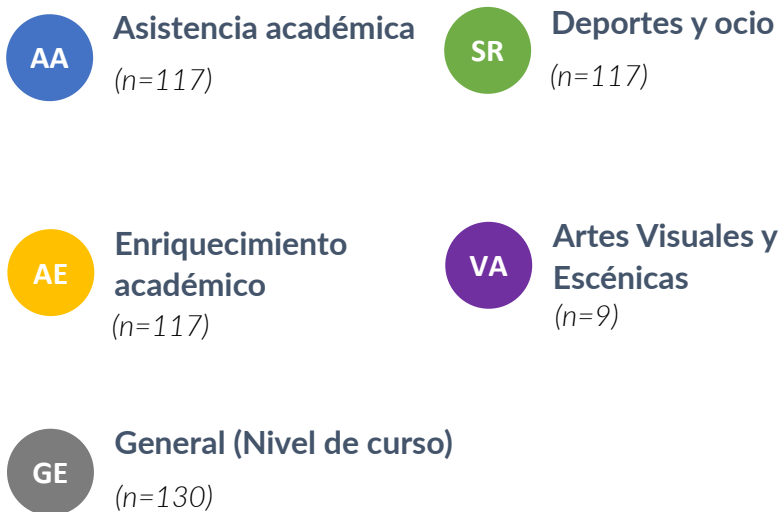 AA
Asistencia académica
(n=117)
SR
Deportes y ocio
(n=117)
AE
Enriquecimiento
académico
(n=117)
VA
Artes Visuales y
Escénicas
(n=9)
GE
General (Nivel de curso)
(n=130)